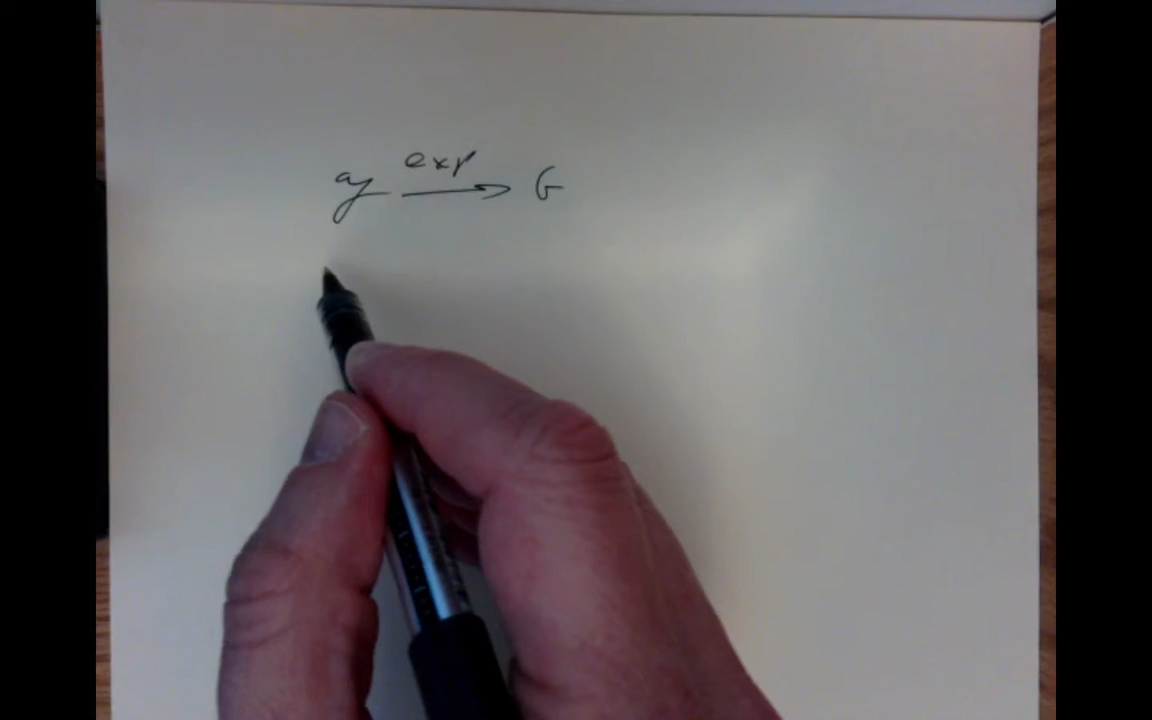 𝔤 exp → G